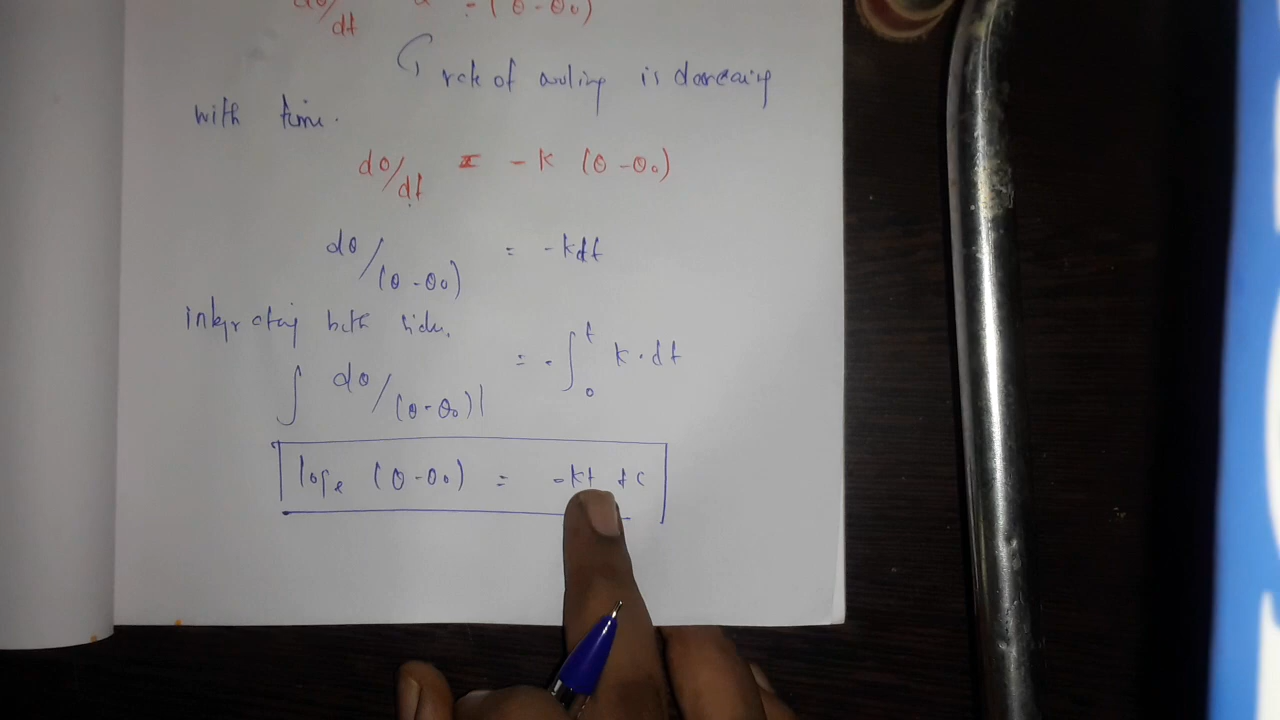 dθ/dt ∝ -(θ-θ₀)
rate of cooling is decreasing
with time.
dθ/dt = -K (θ-θ₀)
dθ/(θ-θ₀) = -kdt
integrating both sides.
∫ dθ/(θ-θ₀) = -∫₀ᵗ k.dt
logₑ (θ-θ₀) = -kt + c